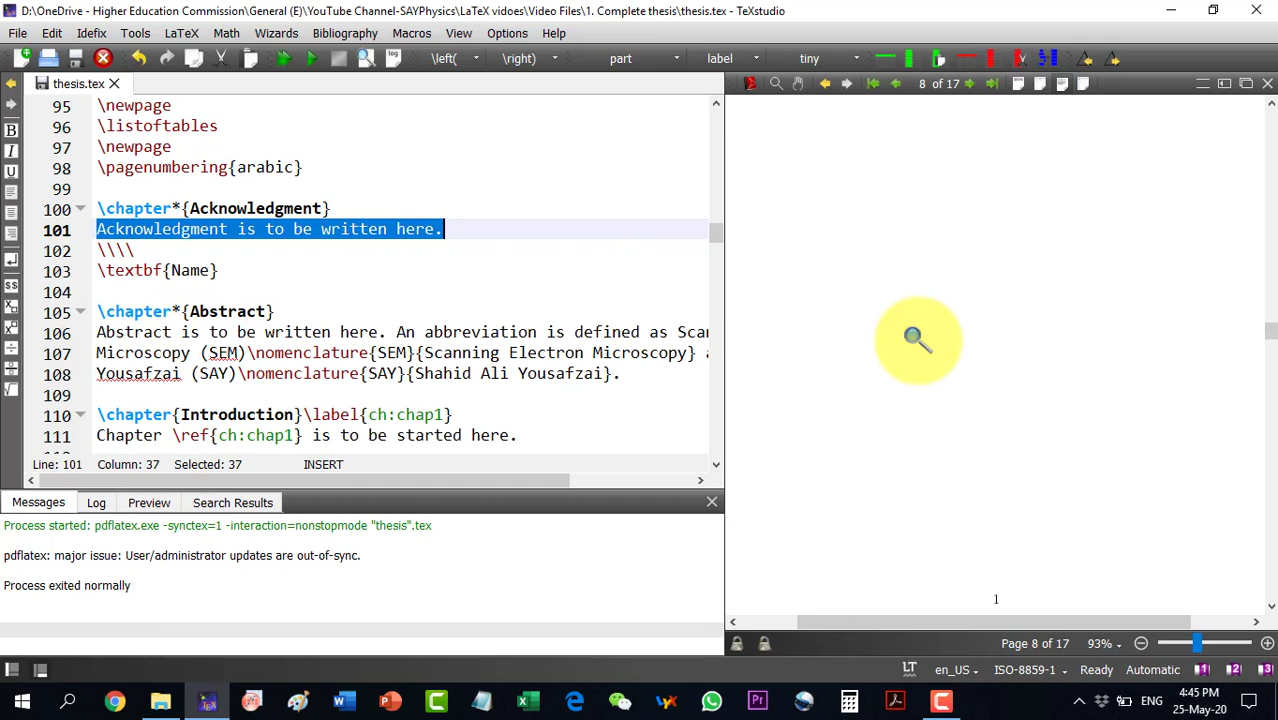 D:\OneDrive - Higher Education Commission\General (E)\YouTube Channel-SAYPhysics\LaTeX vidoes\Video Files\1. Complete thesis\thesis.tex - TeXstudio
File Edit Idefix Tools LaTeX Math Wizards Bibliography Macros View Options Help
\left( \right) part label tiny
thesis.tex
8 of 17
95 \newpage
96 \listoftables
97 \newpage
98 \pagenumbering{arabic}
99
100 \chapter*{Acknowledgment}
101 Acknowledgment is to be written here.
102 \\\\
103 \textbf{Name}
104
105 \chapter*{Abstract}
106 Abstract is to be written here. An abbreviation is defined as Sca
107 Microscopy (SEM)\nomenclature{SEM}{Scanning Electron Microscopy} a
108 Yousafzai (SAY)\nomenclature{SAY}{Shahid Ali Yousafzai}.
109
110 \chapter{Introduction}\label{ch:chap1}
111 Chapter \ref{ch:chap1} is to be started here.
Line: 101 Column: 37 Selected: 37 INSERT
Messages Log Preview Search Results
Process started: pdflatex.exe -synctex=1 -interaction=nonstopmode "thesis".tex
pdflatex: major issue: User/administrator updates are out-of-sync.
Process exited normally
1
Page 8 of 17 93%
LT en_US ISO-8859-1 Ready Automatic 1 2 3
ENG
4:45 PM
25-May-20